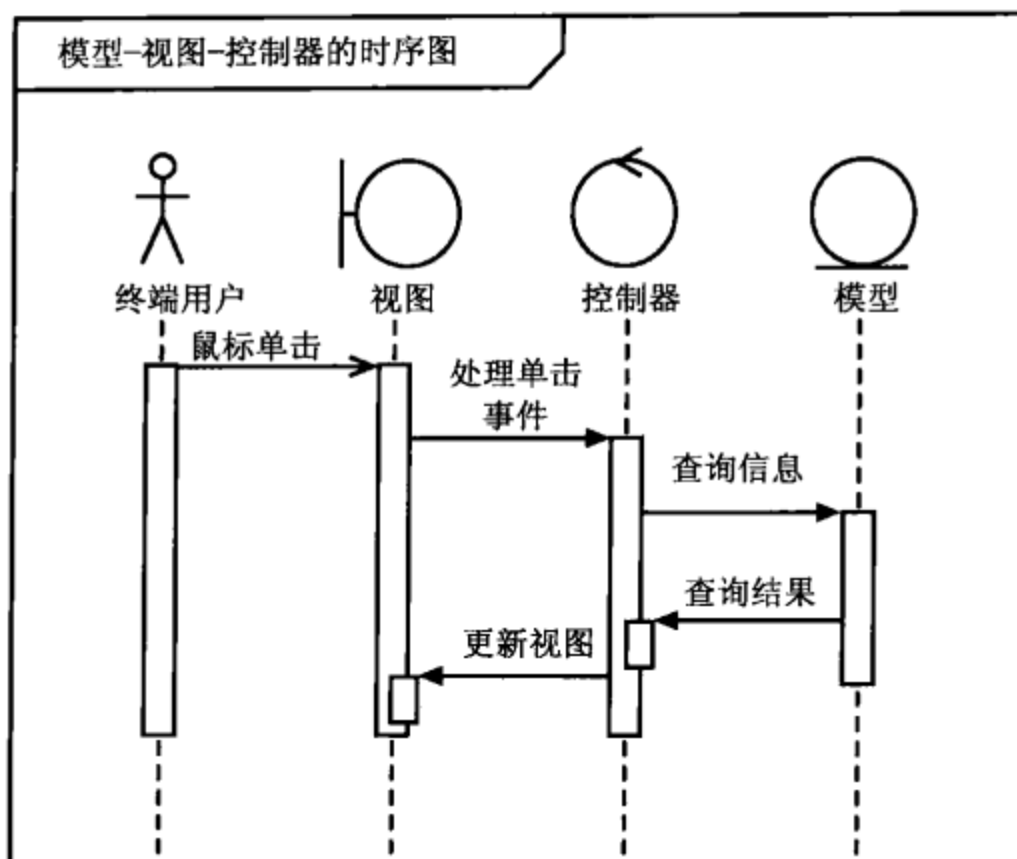 模型-视图-控制器的时序图
终端用户
视图
控制器
模型
鼠标单击
处理单击
事件
查询信息
查询结果
更新视图